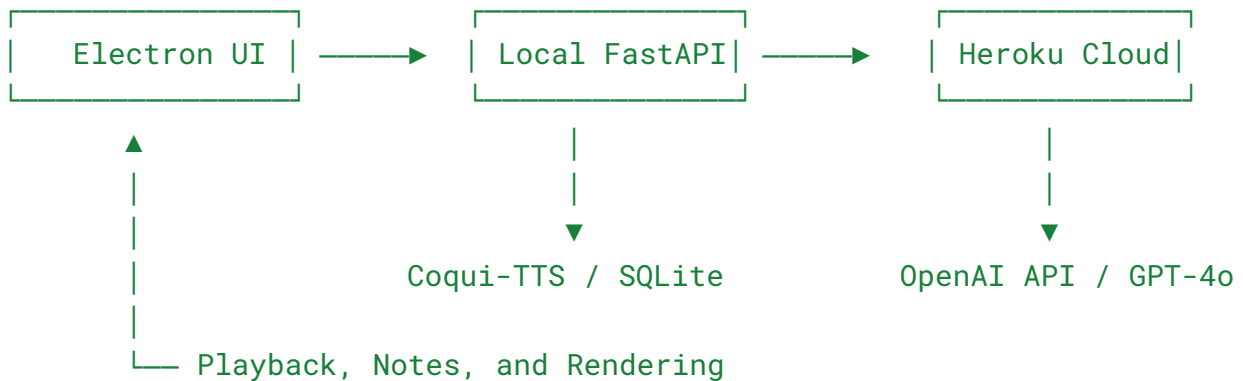 Electron UI Local FastAPI Heroku Cloud
Coqui-TTS / SQLite OpenAI API / GPT-4o
Playback, Notes, and Rendering